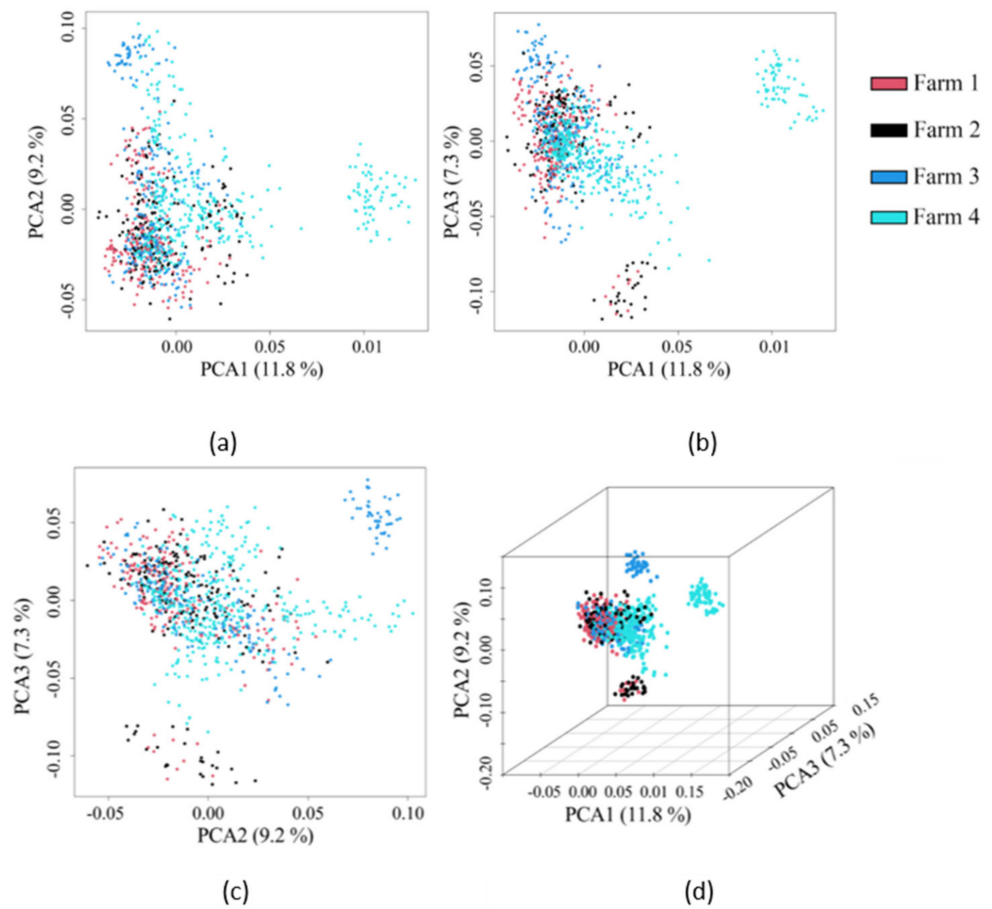 0.10
0.05
0.00
-0.05
PCA2 (9.2 %)
0.00 0.05 0.01
PCA1 (11.8 %)
(a)
0.05
0.00
-0.05
-0.10
PCA3 (7.3 %)
0.00 0.05 0.01
PCA1 (11.8 %)
(b)
Farm 1
Farm 2
Farm 3
Farm 4
0.05
0.00
-0.05
-0.10
PCA3 (7.3 %)
-0.05 0.00 0.05 0.10
PCA2 (9.2 %)
(c)
0.10
0.00
-0.10
-0.20
PCA2 (9.2 %)
-0.05 0.00 0.05 0.01 0.15
PCA1 (11.8 %)
-0.20 -0.05 0.05 0.15
PCA3 (7.3 %)
(d)